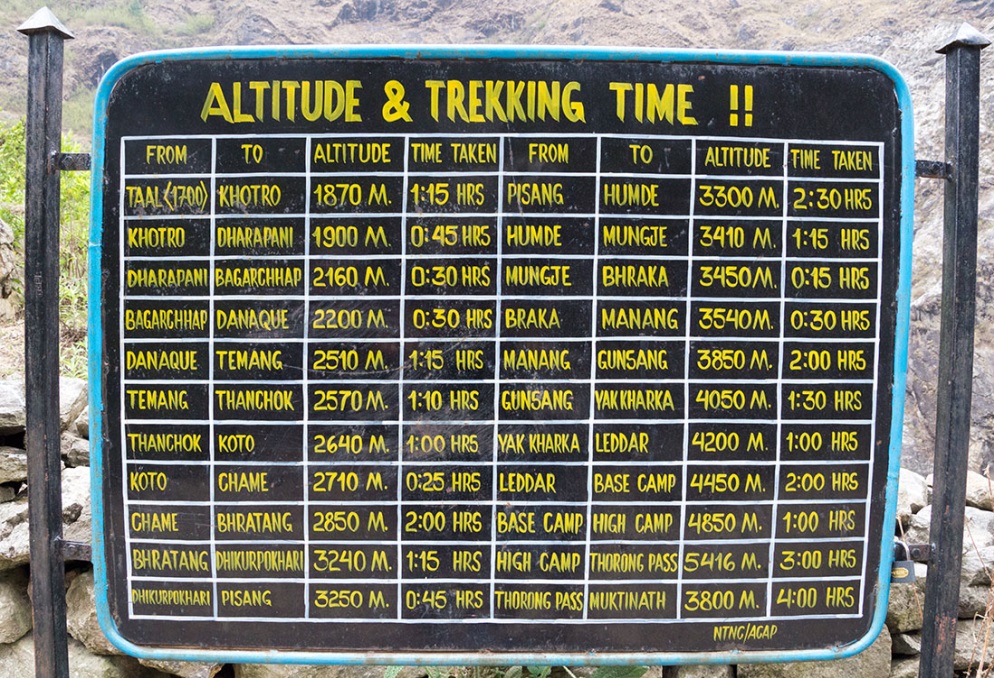 ALTITUDE & TREKKING TIME !!
FROM TO ALTITUDE TIME TAKEN FROM TO ALTITUDE TIME TAKEN
TAAL(1700) KHOTRO 1870 M. 1:15 HRS PISANG HUMDE 3300 M. 2:30 HRS
KHOTRO DHARAPANI 1900 M. 0:45 HRS HUMDE MUNGJE 3410 M. 1:15 HRS
DHARAPANI BAGARCHHAP 2160 M. 0:30 HRS MUNGJE BHRAKA 3450 M. 0:15 HRS
BAGARCHHAP DANAQUE 2200 M. 0:30 HRS BRAKA MANANG 3540 M. 0:30 HRS
DANAQUE TEMANG 2510 M. 1:15 HRS MANANG GUNSANG 3850 M. 2:00 HRS
TEMANG THANCHOK 2570 M. 1:10 HRS GUNSANG YAK KHARKA 4050 M. 1:30 HRS
THANCHOK KOTO 2640 M. 1:00 HRS YAK KHARKA LEDDAR 4200 M. 1:00 HRS
KOTO CHAME 2710 M. 0:25 HRS LEDDAR BASE CAMP 4450 M. 2:00 HRS
CHAME BHRATANG 2850 M. 2:00 HRS BASE CAMP HIGH CAMP 4850 M. 1:00 HRS
BHRATANG DHIKURPOKHARI 3240 M. 1:15 HRS HIGH CAMP THORONG PASS 5416 M. 3:00 HRS
DHIKURPOKHARI PISANG 3250 M. 0:45 HRS THORONG PASS MUKTINATH 3800 M. 4:00 HRS
NTNC/ACAP